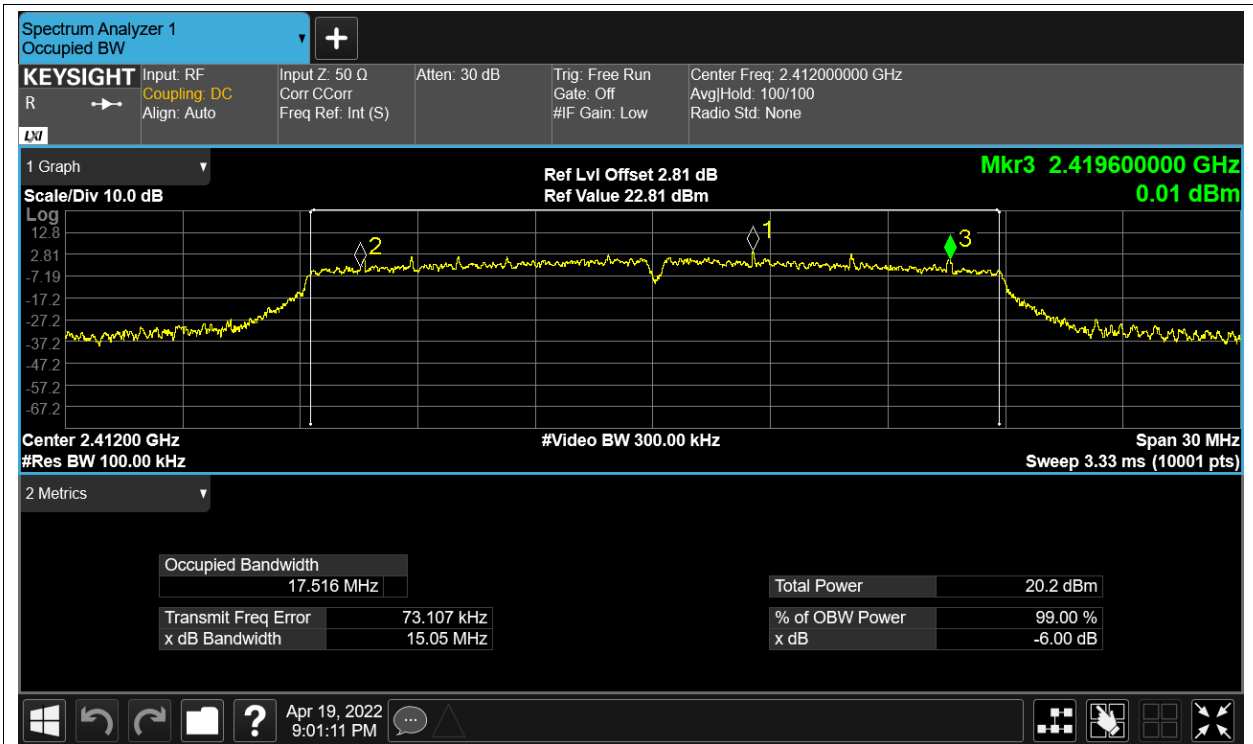 Spectrum Analyzer 1
Occupied BW
KEYSIGHT
R
LXI
Input: RF
Coupling: DC
Align: Auto
Input Z: 50 Ω
Corr CCorr
Freq Ref: Int (S)
Atten: 30 dB
Trig: Free Run
Gate: Off
#IF Gain: Low
Center Freq: 2.412000000 GHz
Avg|Hold: 100/100
Radio Std: None
1 Graph
Scale/Div 10.0 dB
Ref Lvl Offset 2.81 dB
Ref Value 22.81 dBm
Mkr3 2.419600000 GHz
0.01 dBm
Log
12.8
2.81
-7.19
-17.2
-27.2
-37.2
-47.2
-57.2
-67.2
2
1
3
Center 2.41200 GHz
#Video BW 300.00 kHz
Span 30 MHz
#Res BW 100.00 kHz
Sweep 3.33 ms (10001 pts)
2 Metrics
Occupied Bandwidth
17.516 MHz
Total Power 20.2 dBm
Transmit Freq Error 73.107 kHz
% of OBW Power 99.00 %
x dB Bandwidth 15.05 MHz
x dB -6.00 dB
?
Apr 19, 2022
9:01:11 PM